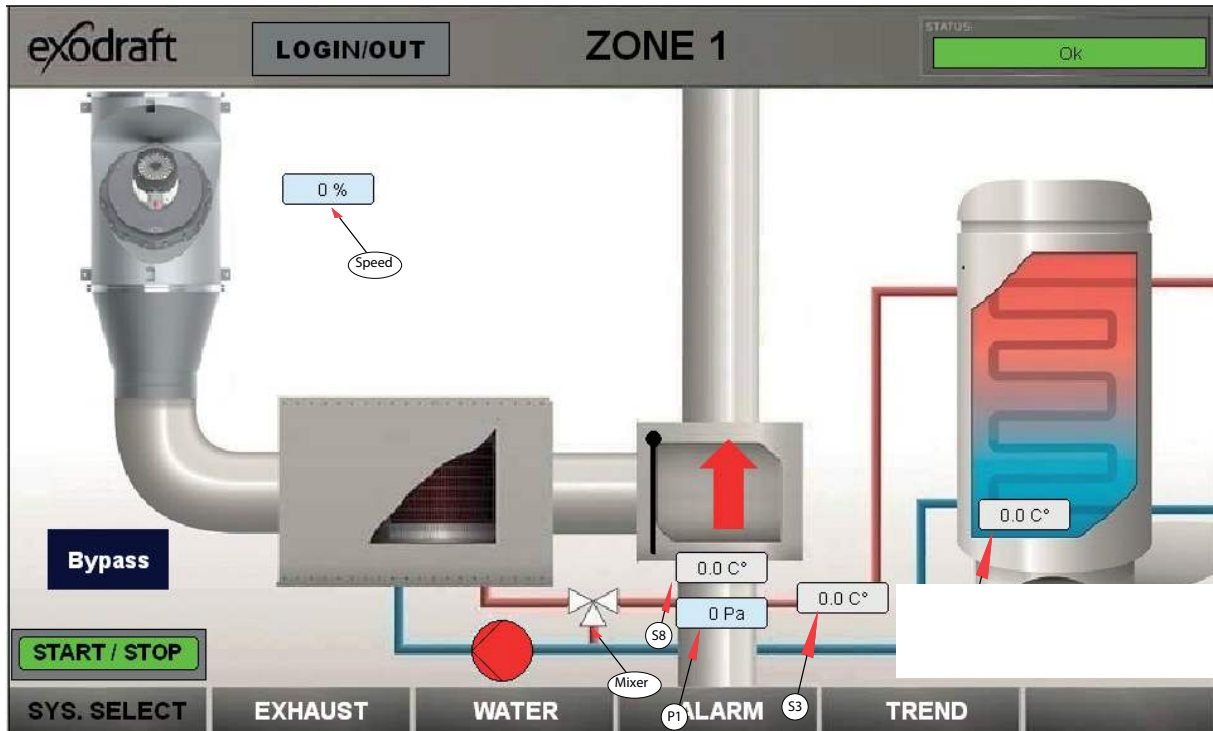 exodraft
LOGIN/OUT
ZONE 1
STATUS:
Ok
0 %
Speed
0.0 C°
Bypass
0.0 C°
0.0 C°
0 Pa
S8
START / STOP
Mixer
P1
S3
SYS. SELECT
EXHAUST
WATER
ALARM
TREND